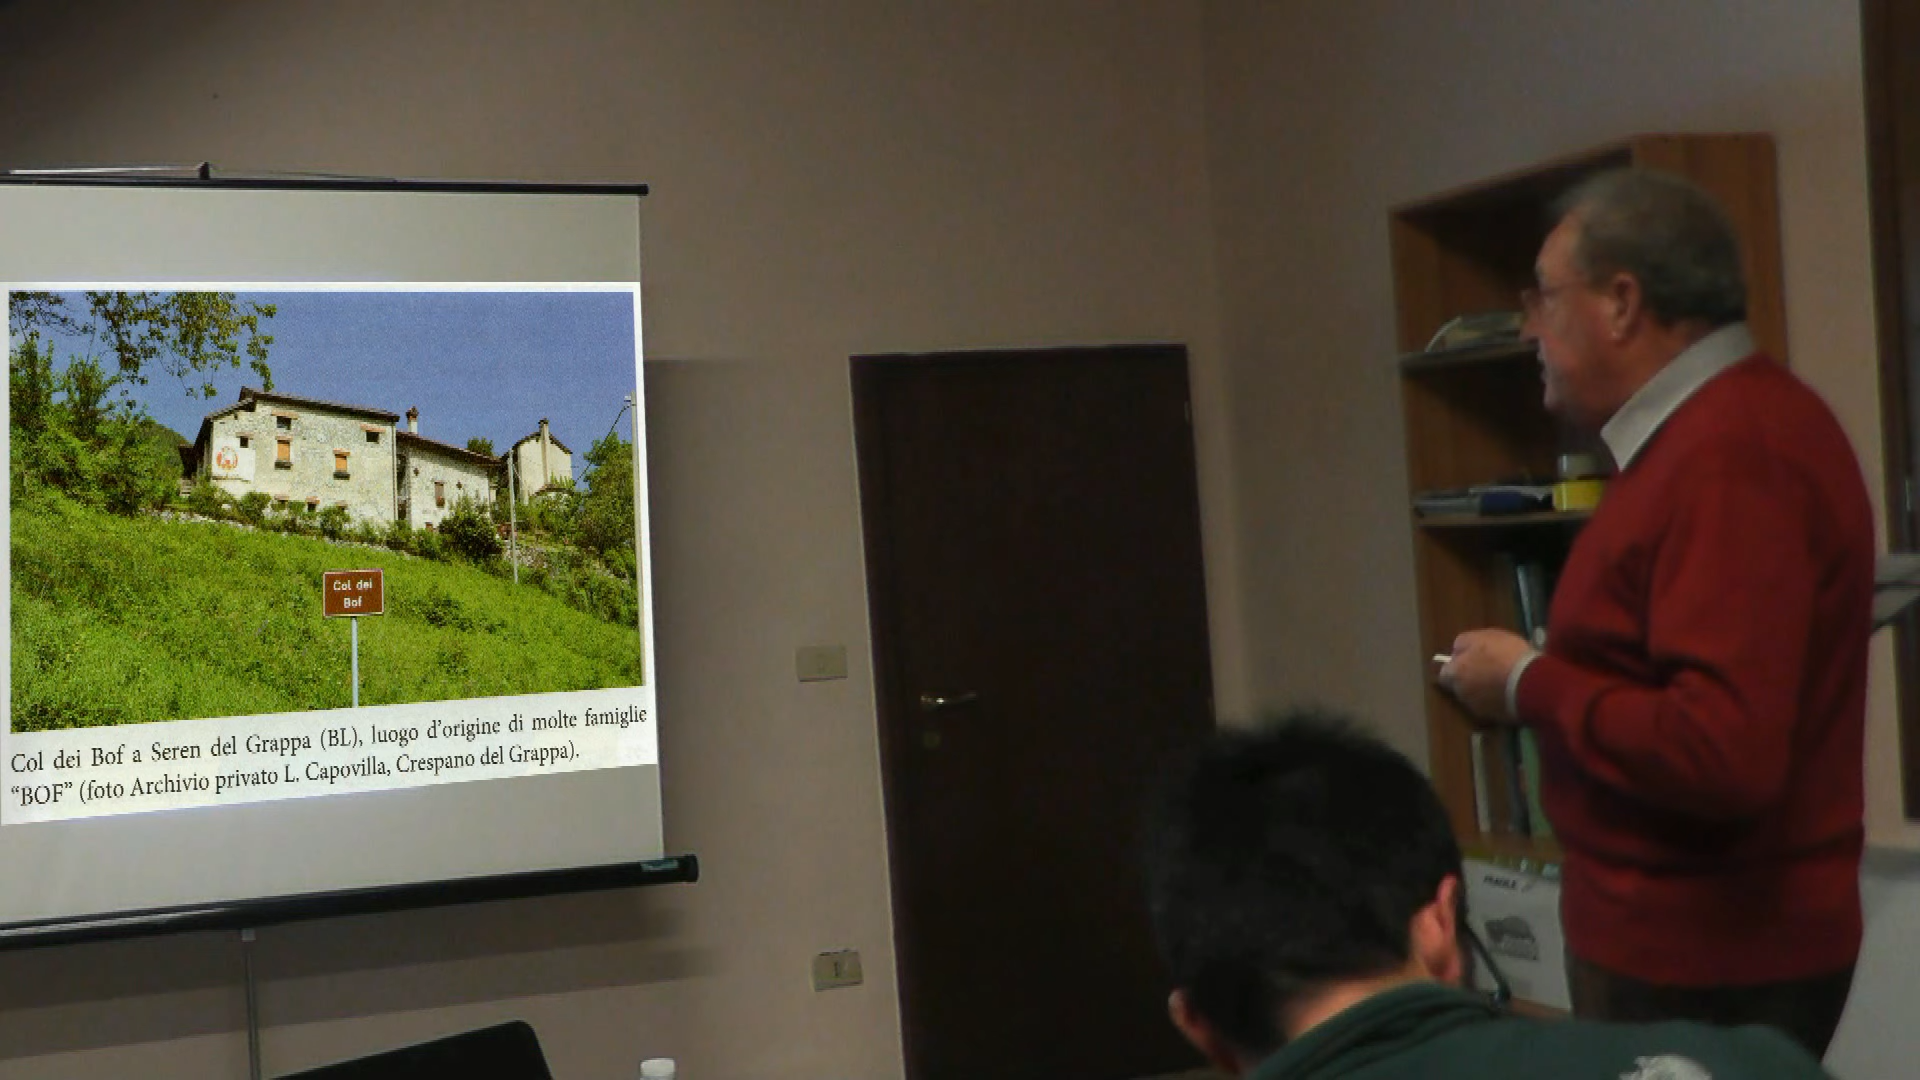 Col dei
Bof
Col dei Bof a Seren del Grappa (BL), luogo d'origine di molte famiglie
“BOF” (foto Archivio privato L. Capovilla, Crespano del Grappa).